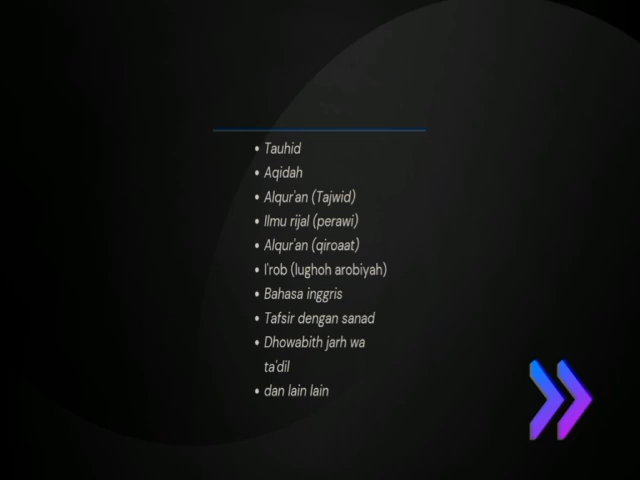 • Tauhid
• Aqidah
• Alqur'an (Tajwid)
• Ilmu rijal (perawi)
• Alqur'an (qiroaat)
• I'rob (lughoh arobiyah)
• Bahasa inggris
• Tafsir dengan sanad
• Dhowabith jarh wa
ta'dil
• dan lain lain